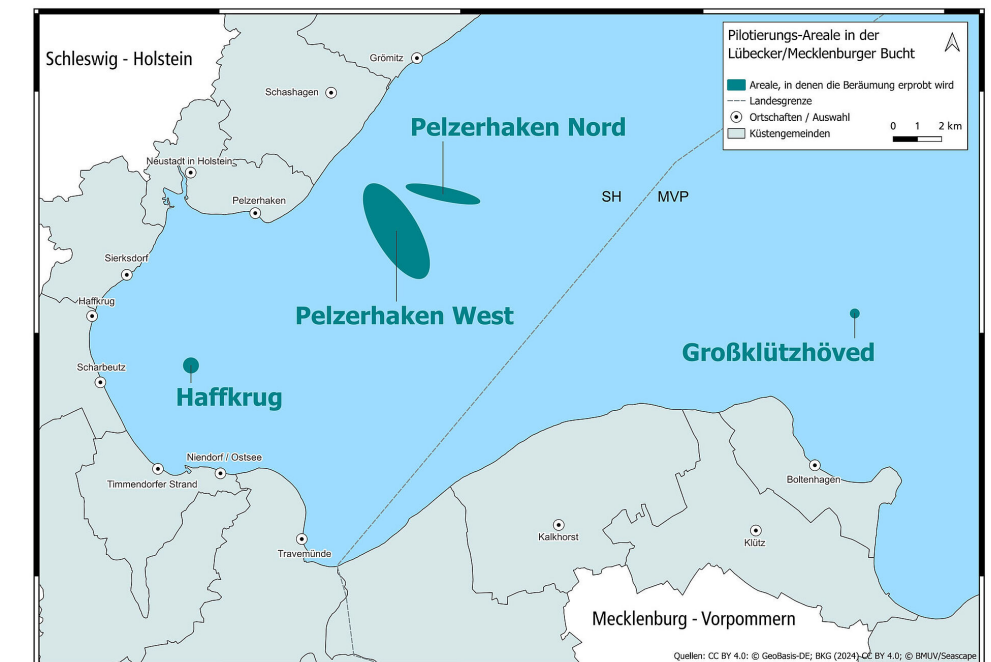 Schleswig - Holstein
Pilotierungs-Areale in der
Lübecker/Mecklenburger Bucht
Areale, in denen die Beräumung erprobt wird
Landesgrenze
Ortschaften / Auswahl
Küstengemeinden
0 1 2 km
Grömitz
Schashagen
Pelzerhaken Nord
Neustadt in Holstein
Pelzerhaken
SH MVP
Sierksdorf
Haffkrug
Pelzerhaken West
Großklützhöved
Scharbeutz
Haffkrug
Niendorf / Ostsee
Timmendorfer Strand
Boltenhagen
Kalkhorst
Klütz
Travemünde
Mecklenburg - Vorpommern
Quellen: CC BY 4.0: © GeoBasis-DE; BKG (2024) CC BY 4.0; © BMUV/Seascape